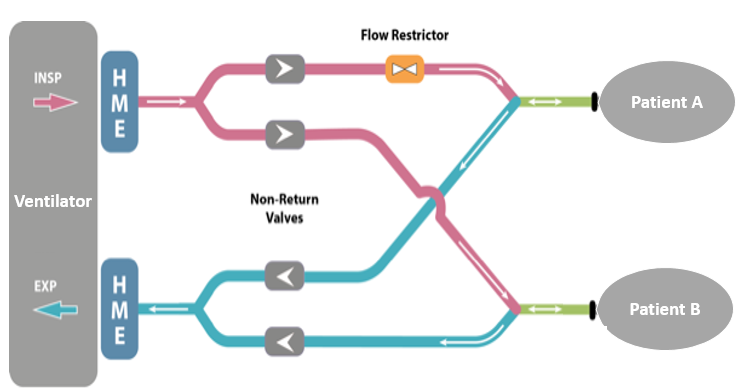 Flow Restrictor
INSP
H
M
E
Patient A
Ventilator
Non-Return
Valves
EXP
H
M
E
Patient B